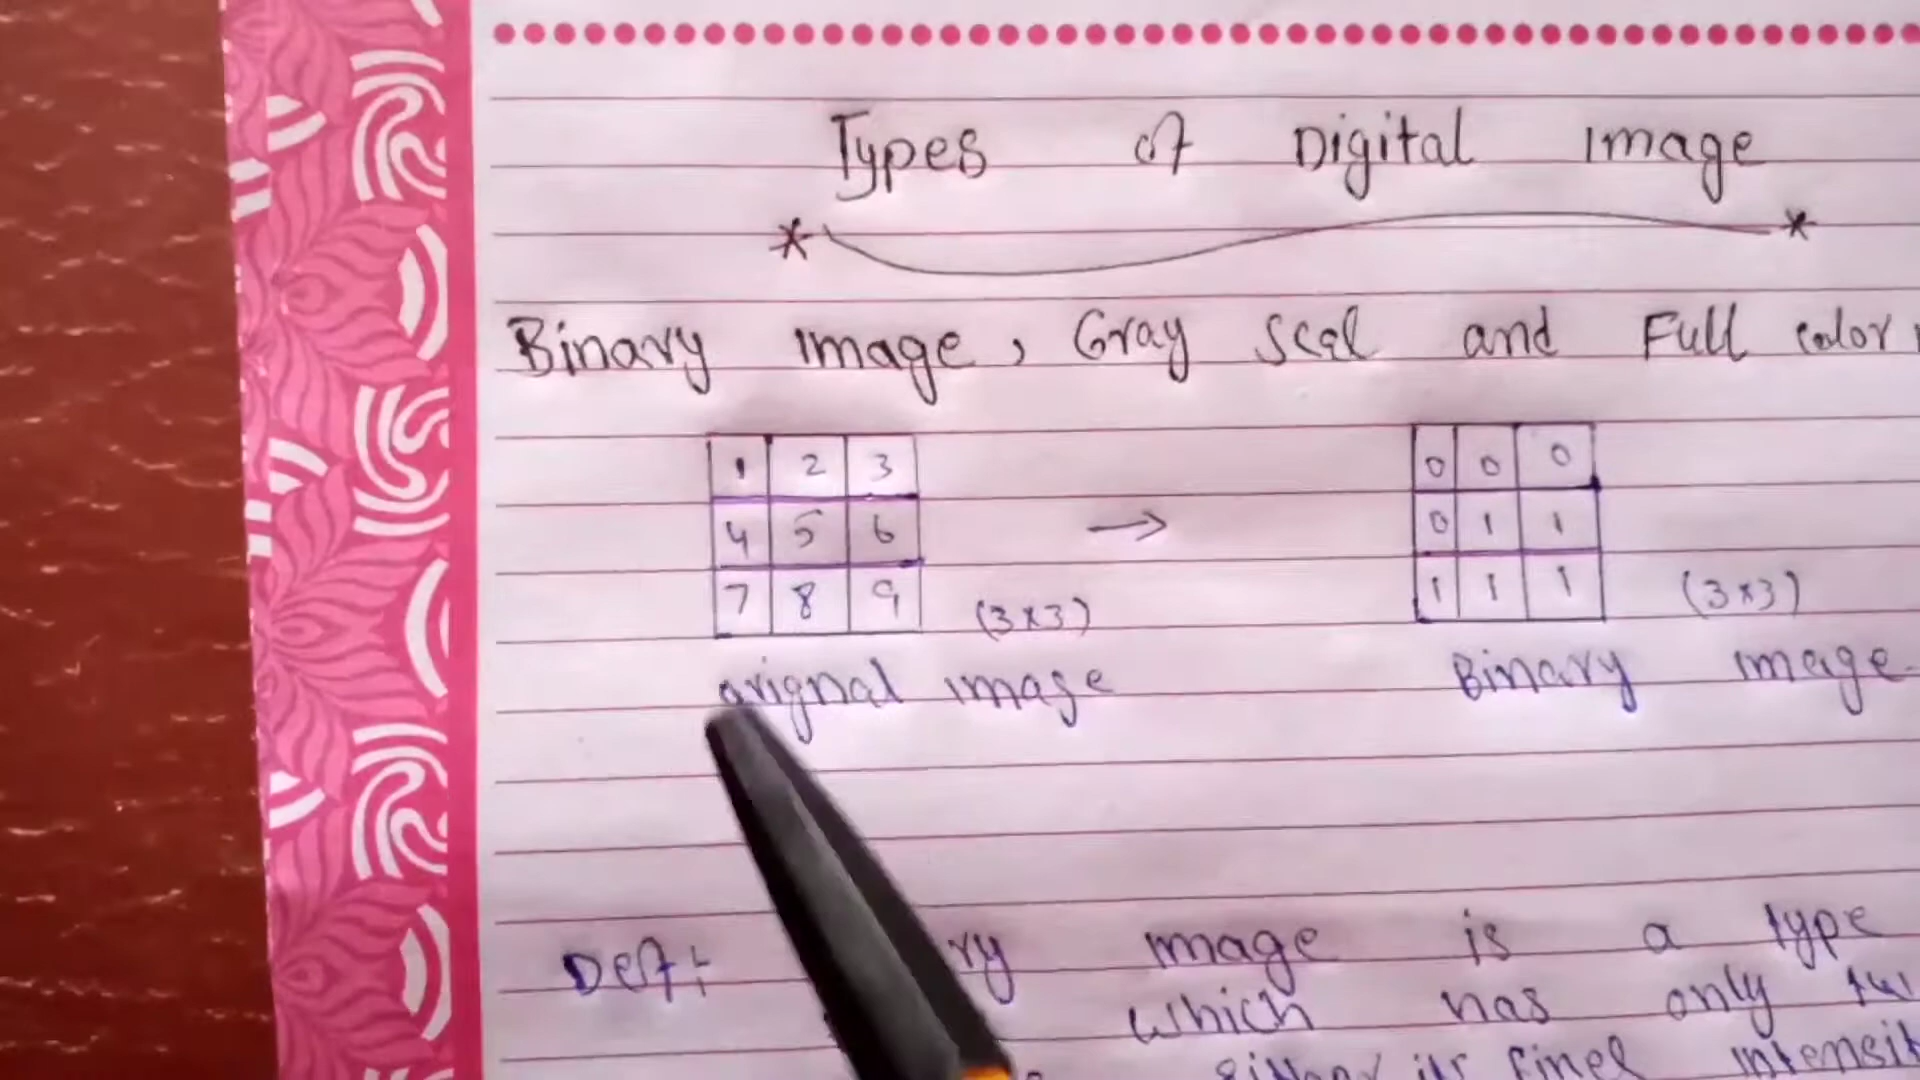 Types of Digital Image
Binary image, Gray Scal and Full color
1 2 3
4 5 6
7 8 9
(3x3)
→
0 0 0
0 1 1
1 1 1
(3x3)
orignal image
Binary image
Def: ry image is a type
which has only
intensit